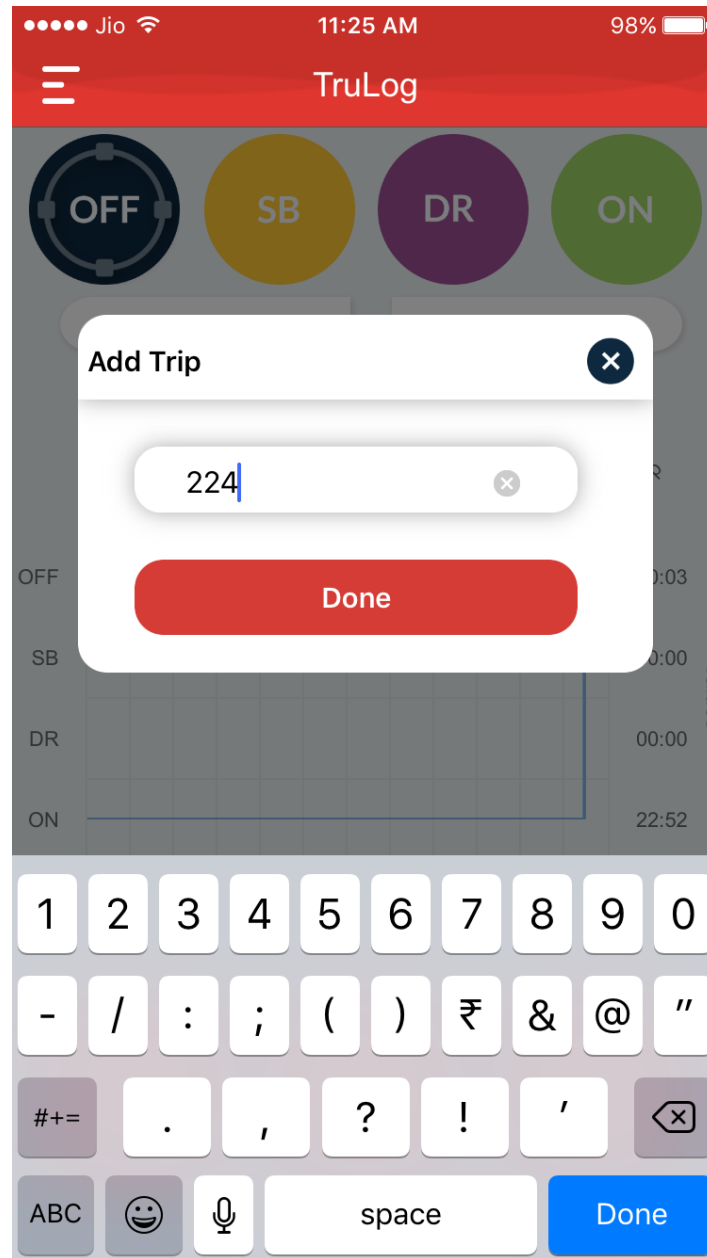 Jio 11:25 AM 98%
TruLog
OFF SB DR ON
Add Trip
224
Done
OFF
SB
DR 00:00
ON 22:52
1 2 3 4 5 6 7 8 9 0
- / : ; ( ) ₹ & @ "
#+= . , ? ! '
ABC space Done